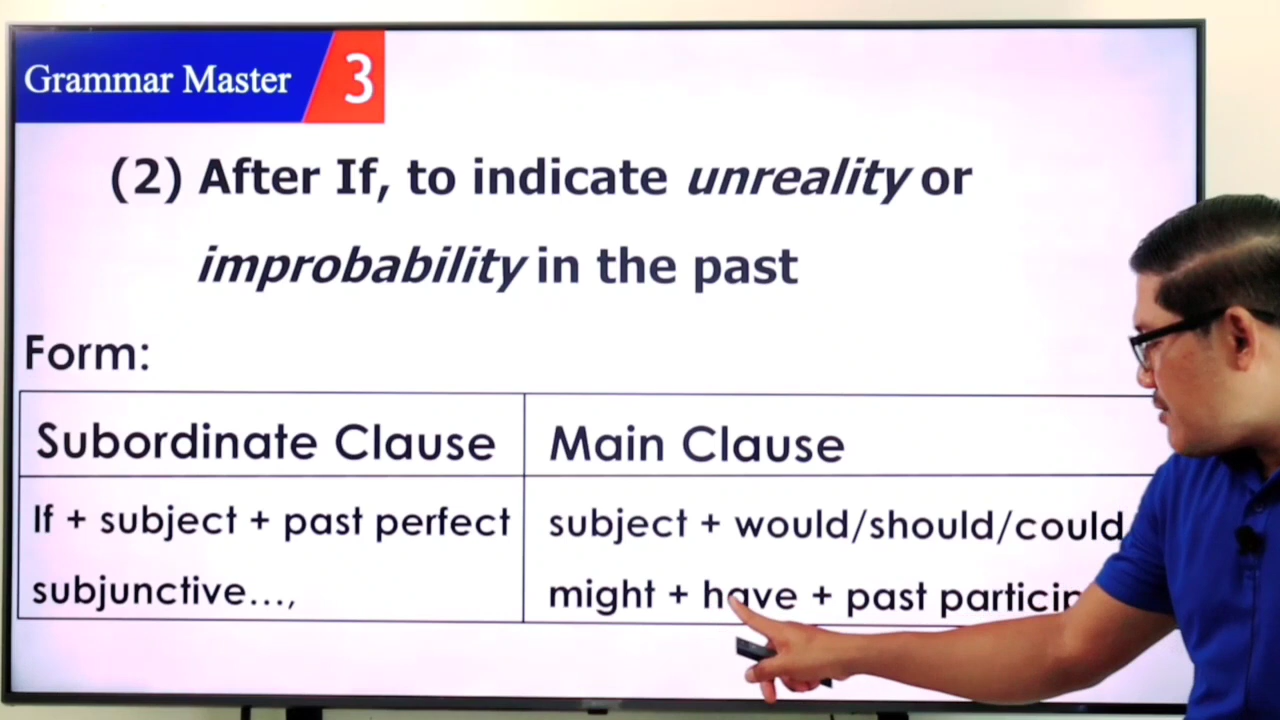 Grammar Master 3
(2) After If, to indicate unreality or
improbability in the past
Form:
Subordinate Clause
Main Clause
If + subject + past perfect
subjunctive...,
subject + would/should/could
might + have + past